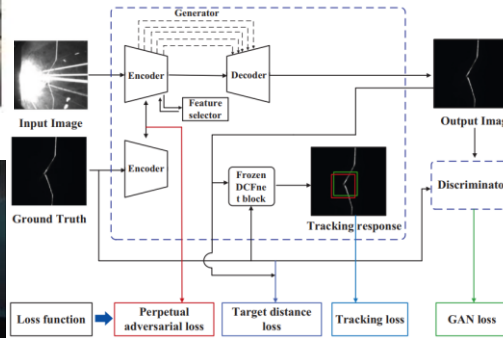 Generator
Encoder
Decoder
Feature
selector
Input Image
Output Imag
Encoder
Frozen
DCFne
t block
Discriminato
Ground Truth
Tracking response
Loss function
Perpetual
adversarial loss
Target distance
loss
Tracking loss
GAN loss